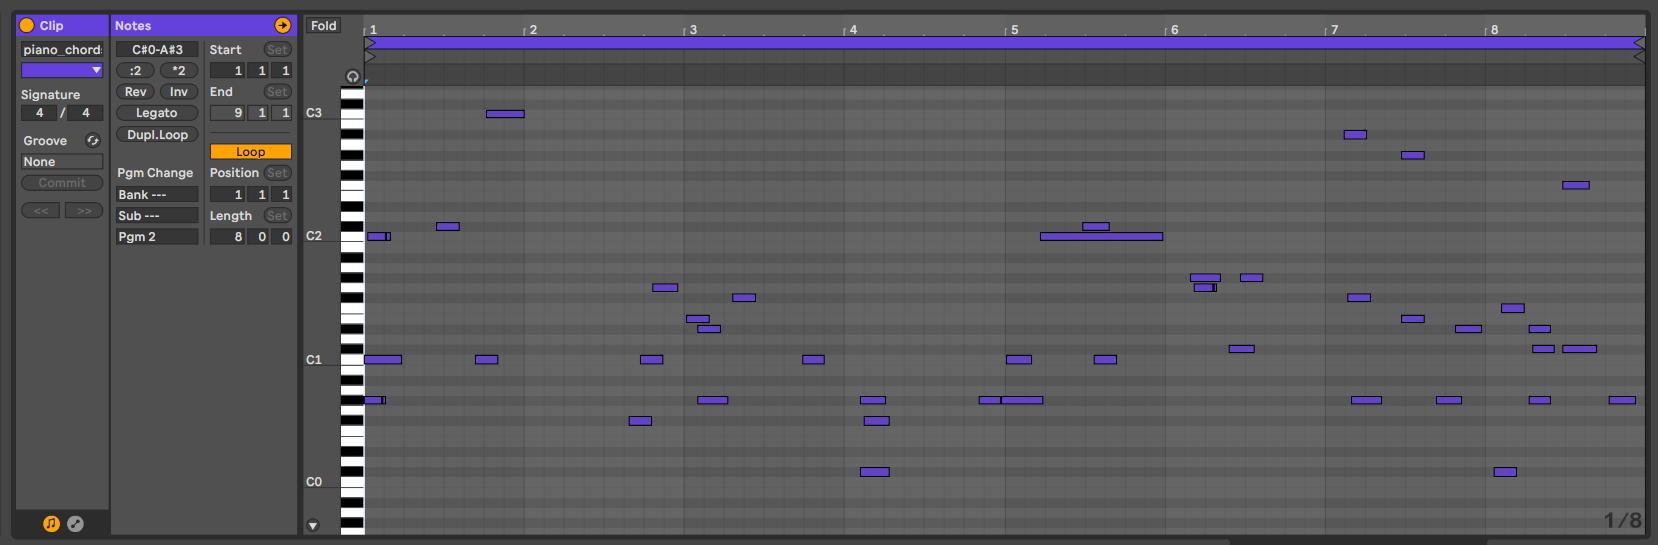 Clip
piano_chord
Signature
4 / 4
Groove
None
Commit
<< >>
Notes
C#0-A#3
:2 *2
Rev Inv
Legato
Dupl.Loop
Pgm Change
Bank ---
Sub ---
Pgm 2
Start Set
1 1 1
End Set
9 1 1
Loop
Position Set
1 1 1
Length Set
8 0 0
Fold
1 2 3 4 5 6 7 8
C3
C2
C1
C0
1/8